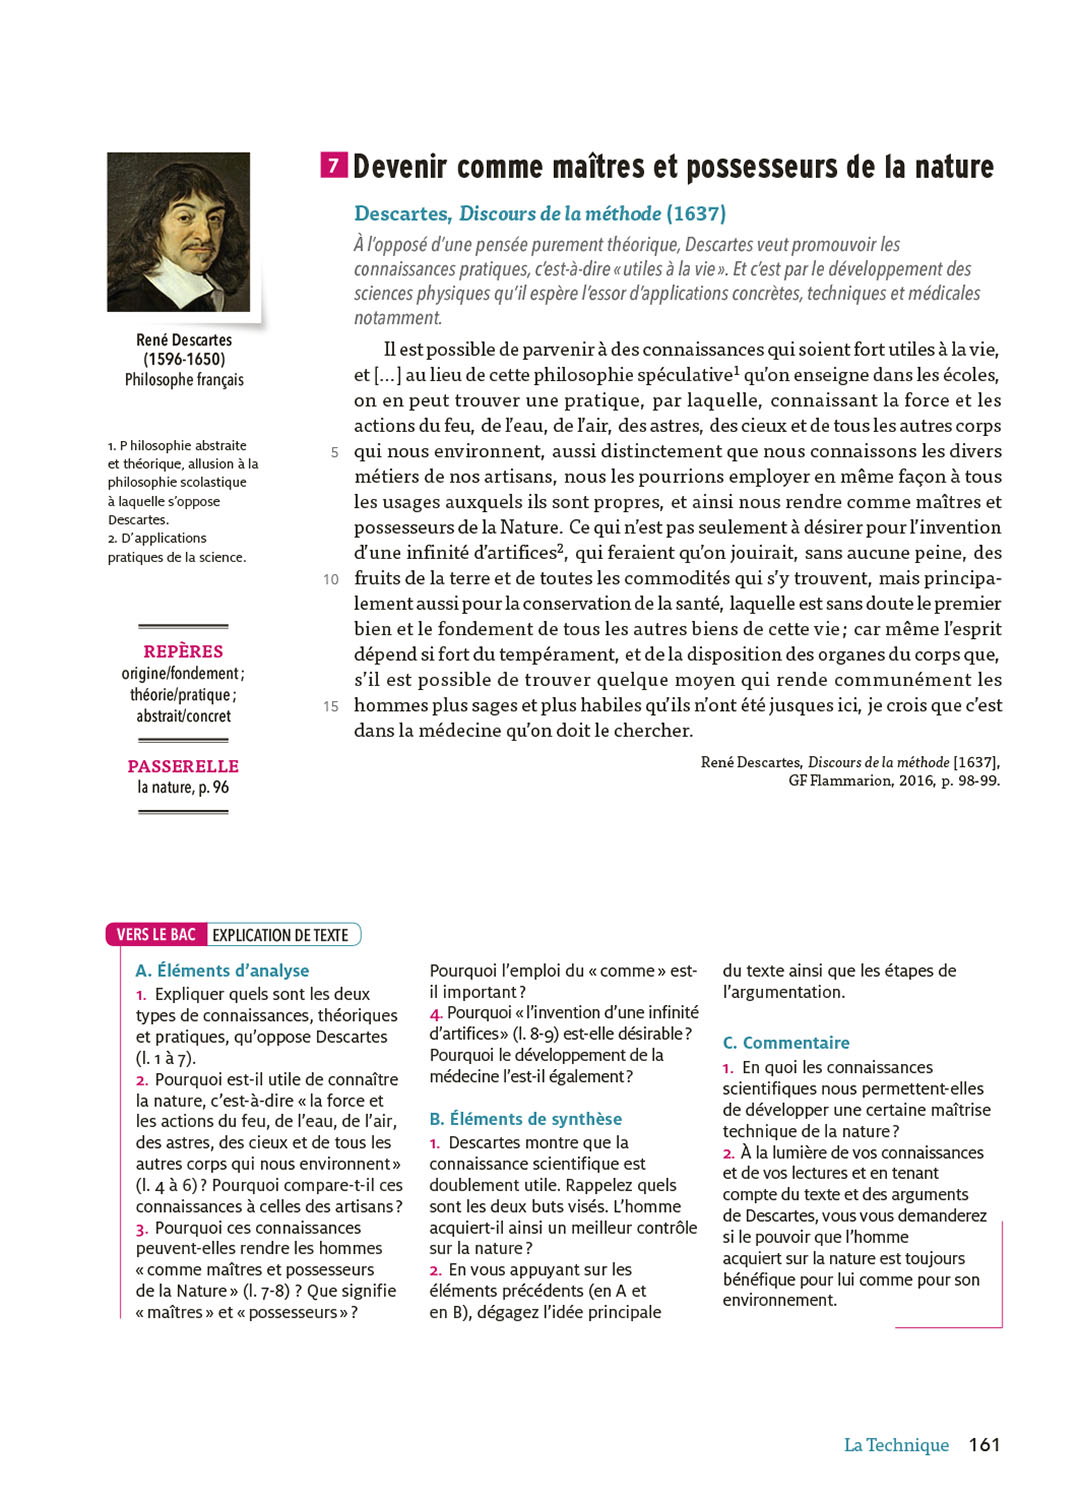 7 Devenir comme maîtres et possesseurs de la nature
Descartes, Discours de la méthode (1637)
À l’opposé d’une pensée purement théorique, Descartes veut promouvoir les
connaissances pratiques, c’est-à-dire « utiles à la vie ». Et c’est par le développement des
sciences physiques qu’il espère l’essor d’applications concrètes, techniques et médicales
notamment.
René Descartes
(1596-1650)
Philosophe français
1. P hilosophie abstraite
et théorique, allusion à la
philosophie scolastique
à laquelle s’oppose
Descartes.
2. D’applications
pratiques de la science.
REPÈRES
origine/fondement ;
théorie/pratique ;
abstrait/concret
PASSERELLE
la nature, p. 96
Il est possible de parvenir à des connaissances qui soient fort utiles à la vie,
et [...] au lieu de cette philosophie spéculative1 qu’on enseigne dans les écoles,
on en peut trouver une pratique, par laquelle, connaissant la force et les
actions du feu, de l’eau, de l’air, des astres, des cieux et de tous les autres corps
5 qui nous environnent, aussi distinctement que nous connaissons les divers
métiers de nos artisans, nous les pourrions employer en même façon à tous
les usages auxquels ils sont propres, et ainsi nous rendre comme maîtres et
possesseurs de la Nature. Ce qui n’est pas seulement à désirer pour l’invention
d’une infinité d’artifices2, qui feraient qu’on jouirait, sans aucune peine, des
10 fruits de la terre et de toutes les commodités qui s’y trouvent, mais principa-
lement aussi pour la conservation de la santé, laquelle est sans doute le premier
bien et le fondement de tous les autres biens de cette vie ; car même l’esprit
dépend si fort du tempérament, et de la disposition des organes du corps que,
s’il est possible de trouver quelque moyen qui rende communément les
15 hommes plus sages et plus habiles qu’ils n’ont été jusques ici, je crois que c’est
dans la médecine qu’on doit le chercher.
René Descartes, Discours de la méthode [1637],
GF Flammarion, 2016, p. 98-99.
VERS LE BAC EXPLICATION DE TEXTE
A. Éléments d’analyse
1. Expliquer quels sont les deux
types de connaissances, théoriques
et pratiques, qu’oppose Descartes
(l. 1 à 7).
2. Pourquoi est-il utile de connaître
la nature, c’est-à-dire « la force et
les actions du feu, de l’eau, de l’air,
des astres, des cieux et de tous les
autres corps qui nous environnent »
(l. 4 à 6) ? Pourquoi compare-t-il ces
connaissances à celles des artisans ?
3. Pourquoi ces connaissances
peuvent-elles rendre les hommes
« comme maîtres et possesseurs
de la Nature » (l. 7-8) ? Que signifie
« maîtres » et « possesseurs » ?
Pourquoi l’emploi du « comme » est-
il important ?
4. Pourquoi « l’invention d’une infinité
d’artifices » (l. 8-9) est-elle désirable ?
Pourquoi le développement de la
médecine l’est-il également ?
B. Éléments de synthèse
1. Descartes montre que la
connaissance scientifique est
doublement utile. Rappelez quels
sont les deux buts visés. L’homme
acquiert-il ainsi un meilleur contrôle
sur la nature ?
2. En vous appuyant sur les
éléments précédents (en A et
en B), dégagez l’idée principale
du texte ainsi que les étapes de
l’argumentation.
C. Commentaire
1. En quoi les connaissances
scientifiques nous permettent-elles
de développer une certaine maîtrise
technique de la nature ?
2. À la lumière de vos connaissances
et de vos lectures et en tenant
compte du texte et des arguments
de Descartes, vous vous demanderez
si le pouvoir que l’homme
acquiert sur la nature est toujours
bénéfique pour lui comme pour son
environnement.
La Technique 161